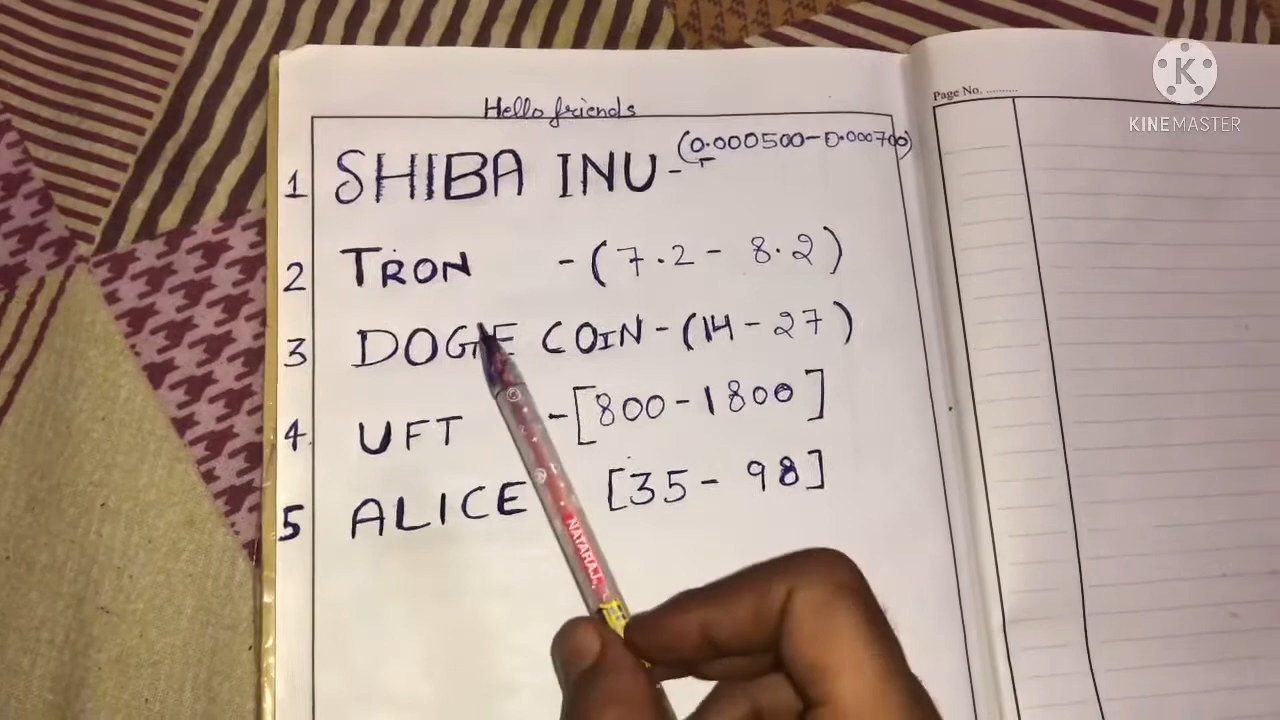 Hello friends
1 SHIBA INU - (0.000500-0.000700)
2 TRON - (7.2 - 8.2)
3 DOGE COIN - (14 - 27)
4. UFT - [800 - 1800]
5 ALICE [35 - 98]
Page No. ..........
K
KINEMASTER
NATARAJ